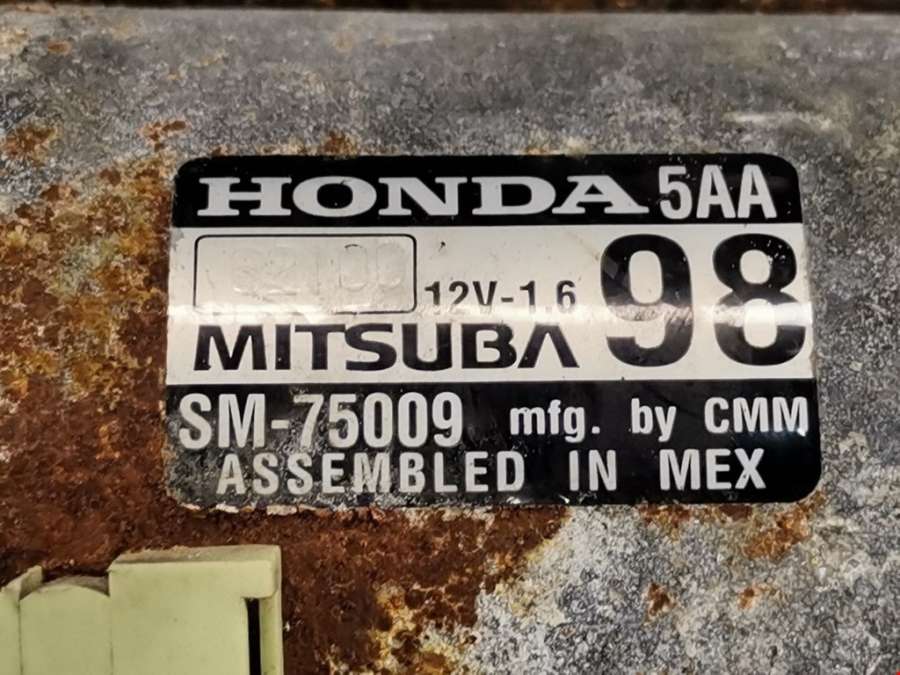 HONDA 5AA
12V-1.6 98
MITSUBA
SM-75009 mfg. by CMM
ASSEMBLED IN MEX